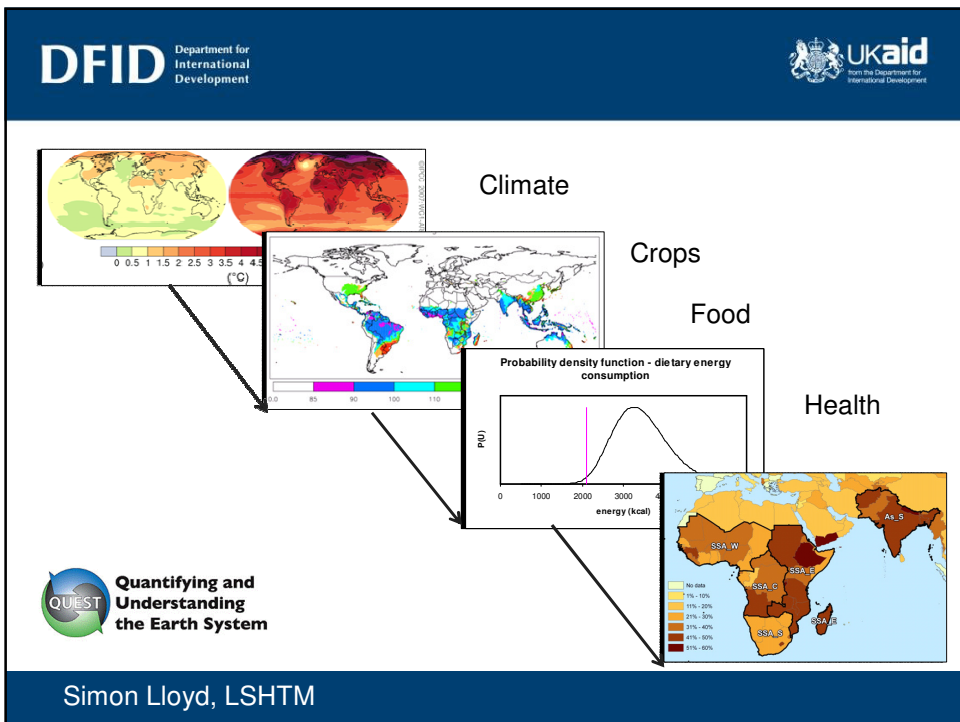 DFID Department for
International
Development
UKaid
from the Department for
International Development
Climate
0 0.5 1 1.5 2 2.5 3 3.5 4 4.5
(°C)
Crops
0.0 85 90 100 110
Food
Probability density function - dietary energy
consumption
P(U)
0 1000 2000 3000
energy (kcal)
Health
As_S
SSA_W
SSA_E
SSA_C
SSA_E
SSA_S
No data
1% - 10%
11% - 20%
21% - 30%
31% - 40%
41% - 50%
51% - 60%
QUEST
Quantifying and
Understanding
the Earth System
Simon Lloyd, LSHTM